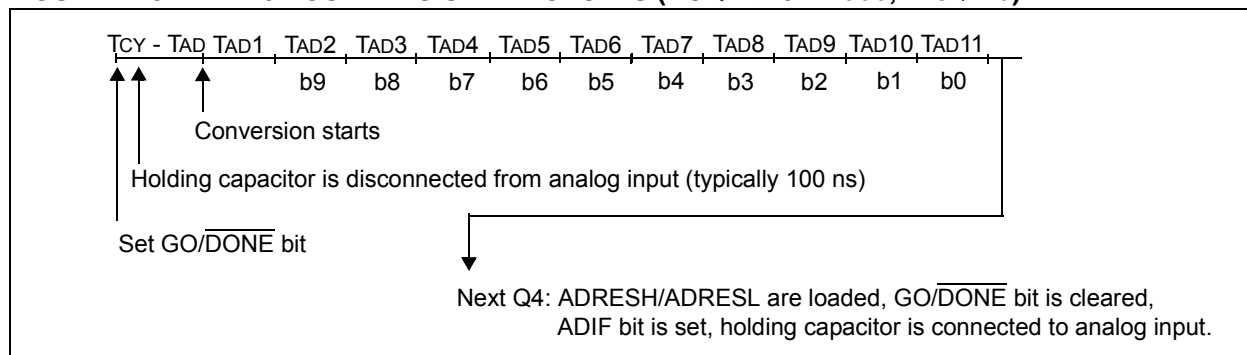 TCY - TAD TAD1 TAD2 TAD3 TAD4 TAD5 TAD6 TAD7 TAD8 TAD9 TAD10 TAD11
b9 b8 b7 b6 b5 b4 b3 b2 b1 b0
Conversion starts
Holding capacitor is disconnected from analog input (typically 100 ns)
Set GO/DONE bit
Next Q4: ADRESH/ADRESL are loaded, GO/DONE bit is cleared,
ADIF bit is set, holding capacitor is connected to analog input.